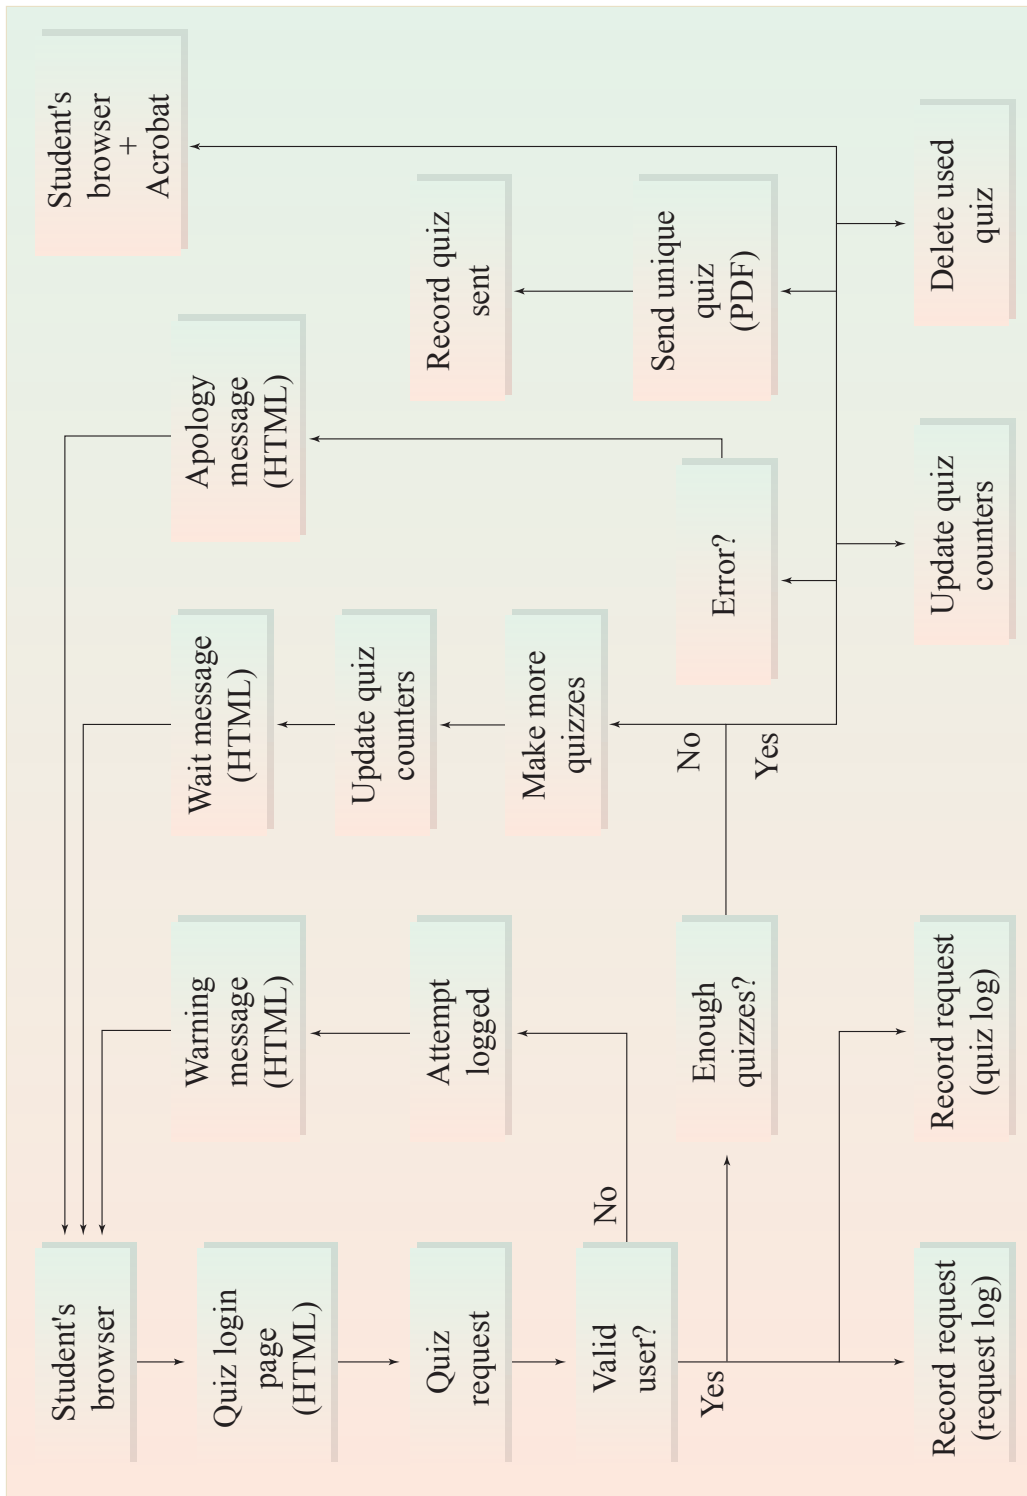 Student's
browser
Quiz login
page
(HTML)
Quiz
request
Valid
user?
No
Yes
Record request
(request log)
Warning
message
(HTML)
Attempt
logged
Enough
quizzes?
Record request
(quiz log)
Wait message
(HTML)
Update quiz
counters
Make more
quizzes
No
Yes
Apology
message
(HTML)
Error?
Update quiz
counters
Student's
browser
+
Acrobat
Record quiz
sent
Send unique
quiz
(PDF)
Delete used
quiz